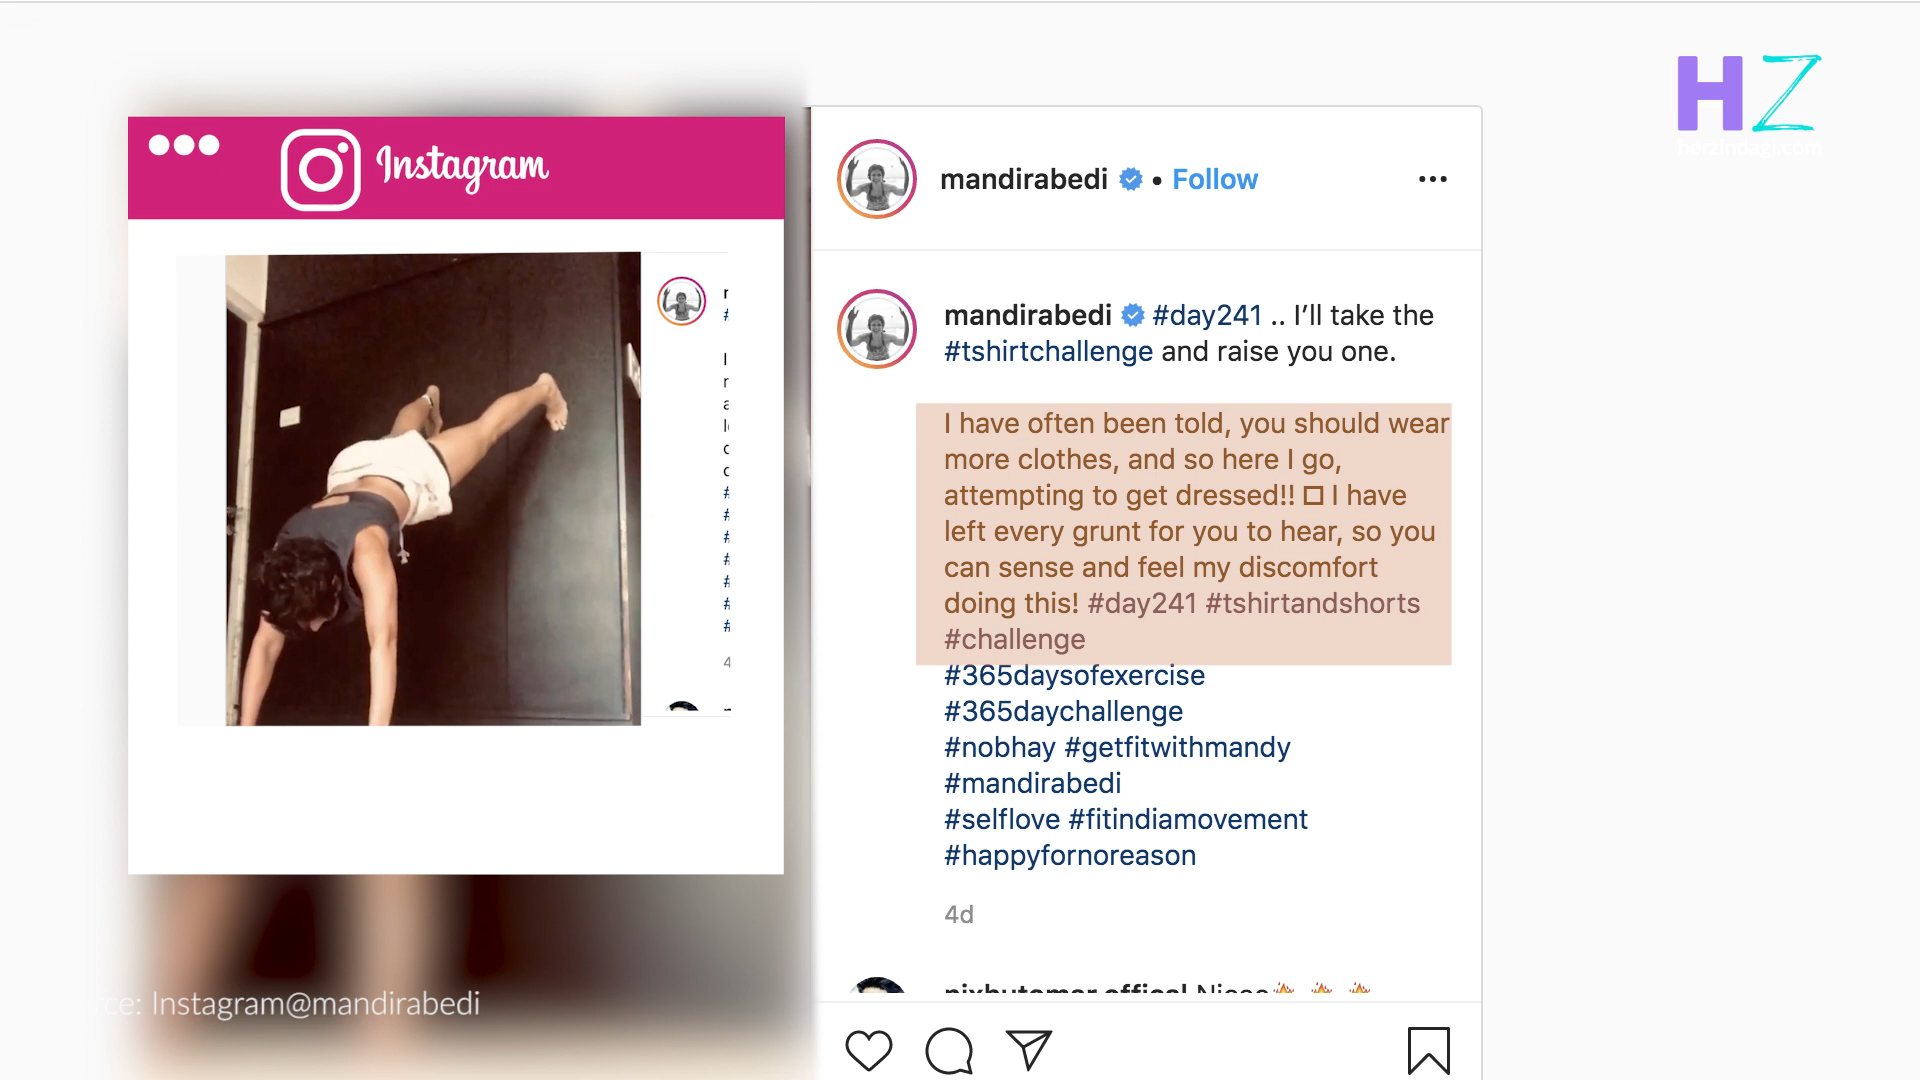 HZ
herzindagi.com
Instagram
mandirabedi • Follow
mandirabedi #day241 .. I’ll take the
#tshirtchallenge and raise you one.
I have often been told, you should wear
more clothes, and so here I go,
attempting to get dressed!! I have
left every grunt for you to hear, so you
can sense and feel my discomfort
doing this! #day241 #tshirtandshorts
#challenge
#365daysofexercise
#365daychallenge
#nobhay #getfitwithmandy
#mandirabedi
#selflove #fitindiamovement
#happyfornoreason
4d
Instagram@mandirabedi